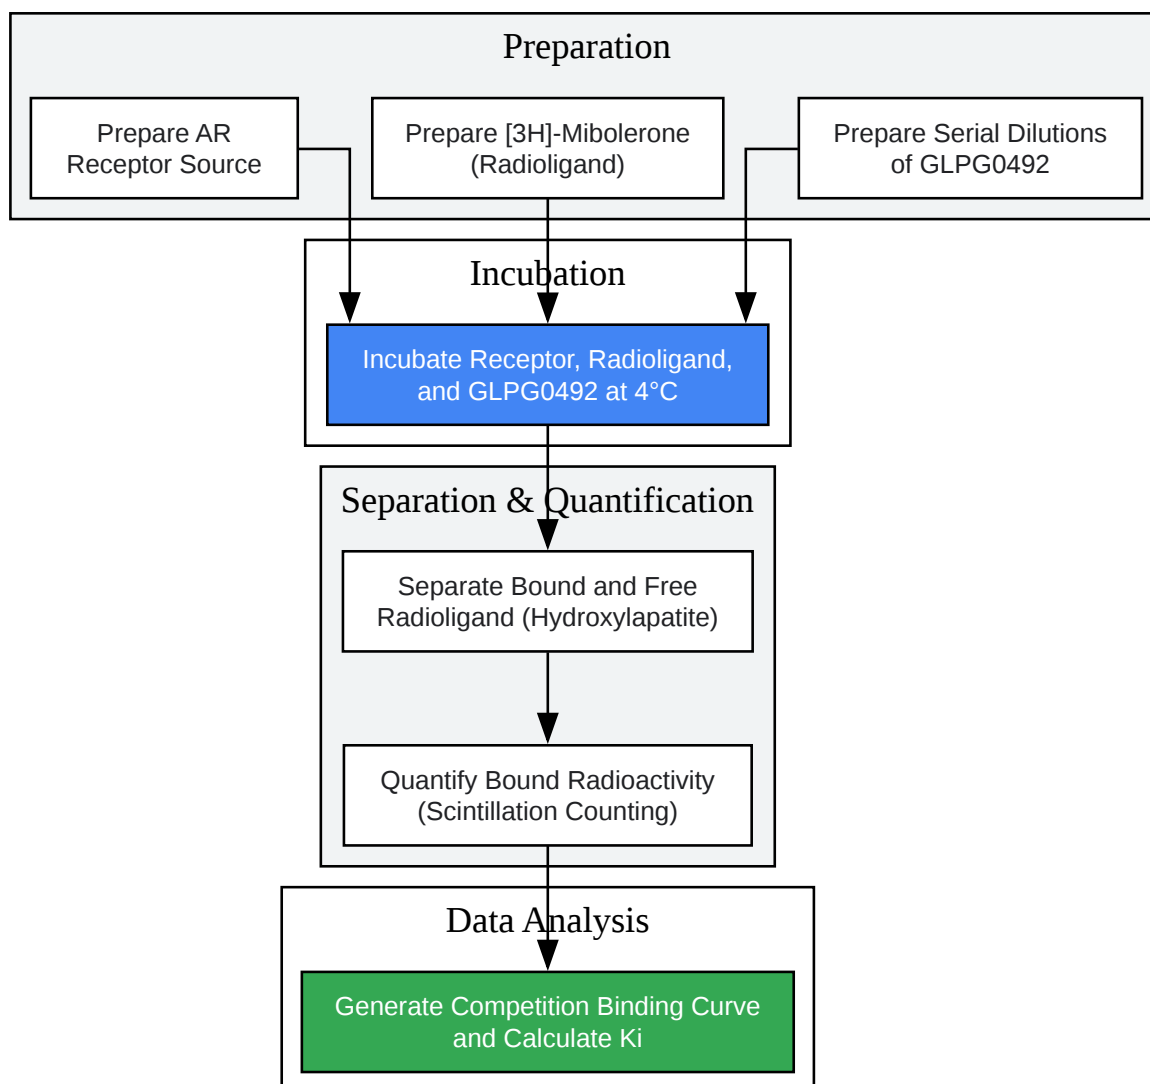 Preparation
Prepare AR
Receptor Source
Prepare [3H]-Mibolerone
(Radioligand)
Prepare Serial Dilutions
of GLPG0492
Incubation
Incubate Receptor, Radioligand,
and GLPG0492 at 4°C
Separation & Quantification
Separate Bound and Free
Radioligand (Hydroxylapatite)
Quantify Bound Radioactivity
(Scintillation Counting)
Data Analysis
Generate Competition Binding Curve
and Calculate Ki